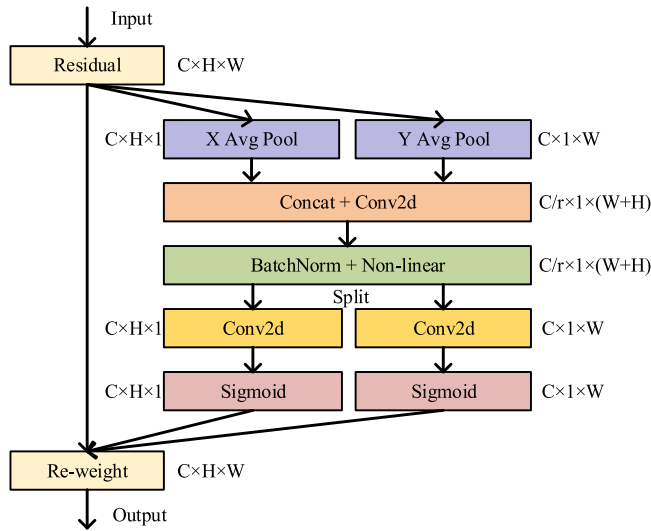 Input
Residual C×H×W
C×H×1 X Avg Pool Y Avg Pool C×1×W
Concat + Conv2d C/r×1×(W+H)
BatchNorm + Non-linear C/r×1×(W+H)
Split
C×H×1 Conv2d Conv2d C×1×W
C×H×1 Sigmoid Sigmoid C×1×W
Re-weight C×H×W
Output